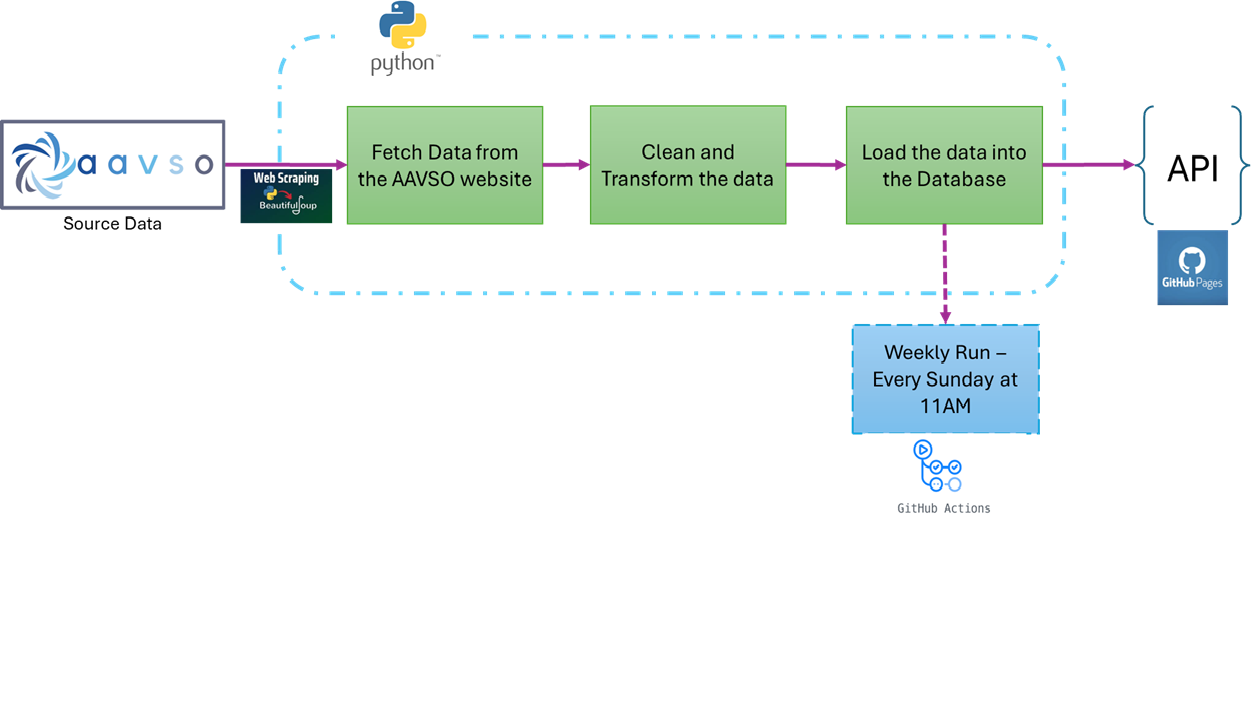 python™
aavso
Source Data
Web Scraping
BeautifulSoup
Fetch Data from
the AAVSO website
Clean and
Transform the data
Load the data into
the Database
API
GitHub Pages
Weekly Run –
Every Sunday at
11AM
GitHub Actions